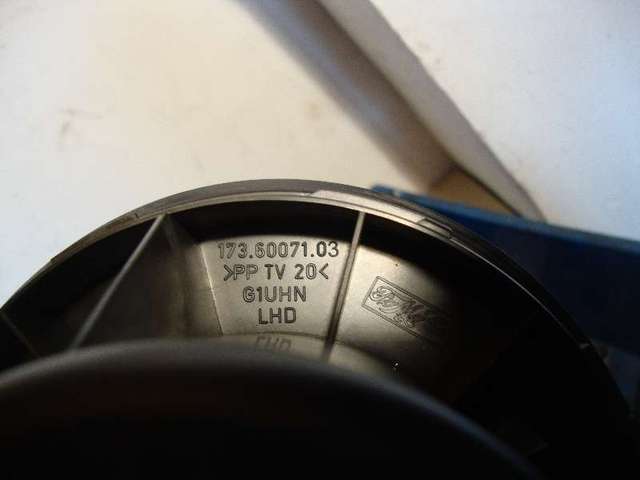 173.60071.03
>PP TV 20<
G1UHN
LHD